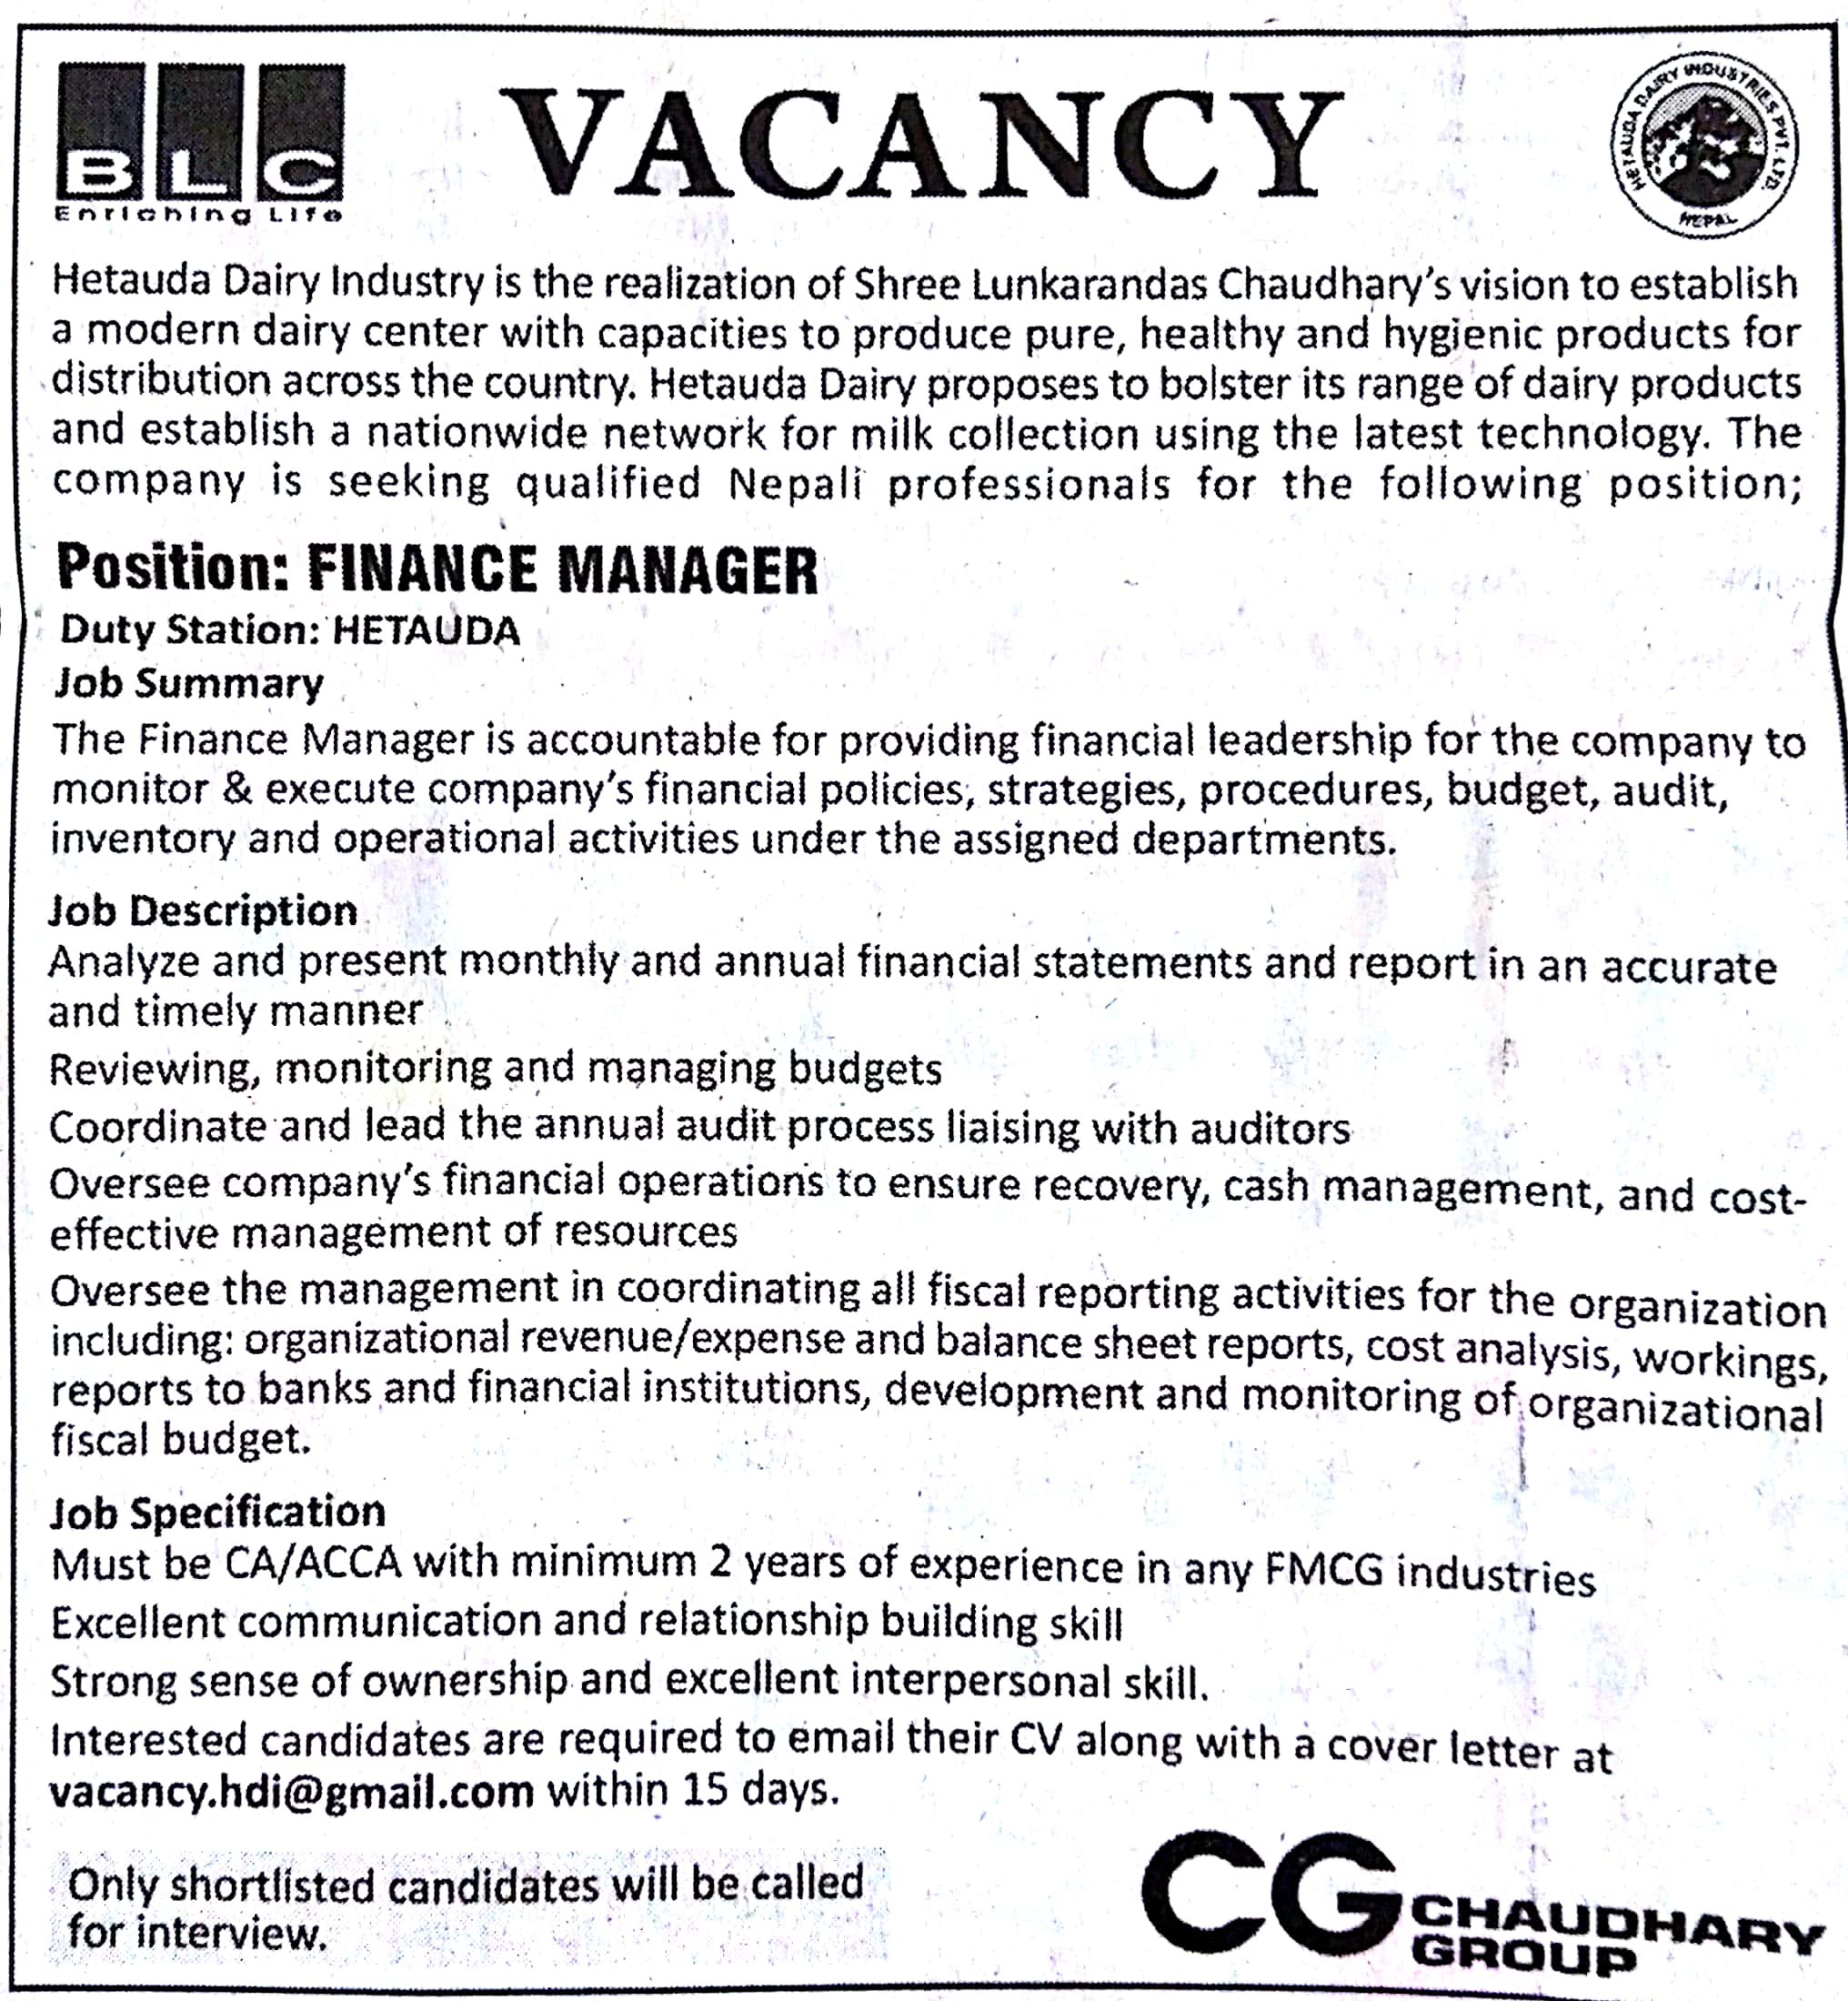 BLC
Enriching Life
VACANCY
HETAUDA DAIRY INDUSTRIES PVT. LTD.
NEPAL
Hetauda Dairy Industry is the realization of Shree Lunkarandas Chaudhary's vision to establish
a modern dairy center with capacities to produce pure, healthy and hygienic products for
distribution across the country. Hetauda Dairy proposes to bolster its range of dairy products
and establish a nationwide network for milk collection using the latest technology. The
company is seeking qualified Nepali professionals for the following position;
Position: FINANCE MANAGER
Duty Station: HETAUDA
Job Summary
The Finance Manager is accountable for providing financial leadership for the company to
monitor & execute company's financial policies, strategies, procedures, budget, audit,
inventory and operational activities under the assigned departments.
Job Description
Analyze and present monthly and annual financial statements and report in an accurate
and timely manner
Reviewing, monitoring and managing budgets
Coordinate and lead the annual audit process liaising with auditors
Oversee company's financial operations to ensure recovery, cash management, and cost-
effective management of resources
Oversee the management in coordinating all fiscal reporting activities for the organization
including: organizational revenue/expense and balance sheet reports, cost analysis, workings,
reports to banks and financial institutions, development and monitoring of organizational
fiscal budget.
Job Specification
Must be CA/ACCA with minimum 2 years of experience in any FMCG industries
Excellent communication and relationship building skill
Strong sense of ownership and excellent interpersonal skill.
Interested candidates are required to email their CV along with a cover letter at
vacancy.hdi@gmail.com within 15 days.
Only shortlisted candidates will be called
for interview.
CG CHAUDHARY
GROUP